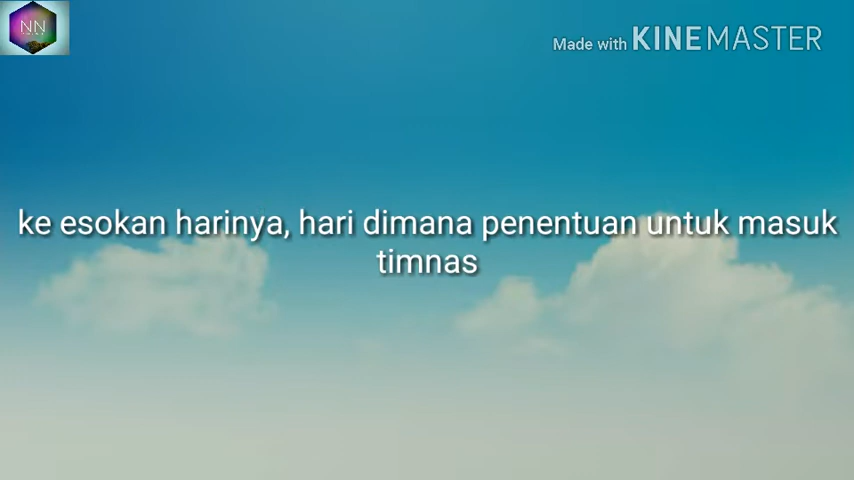 NN
Made with KINEMASTER
ke esokan harinya, hari dimana penentuan untuk masuk
timnas